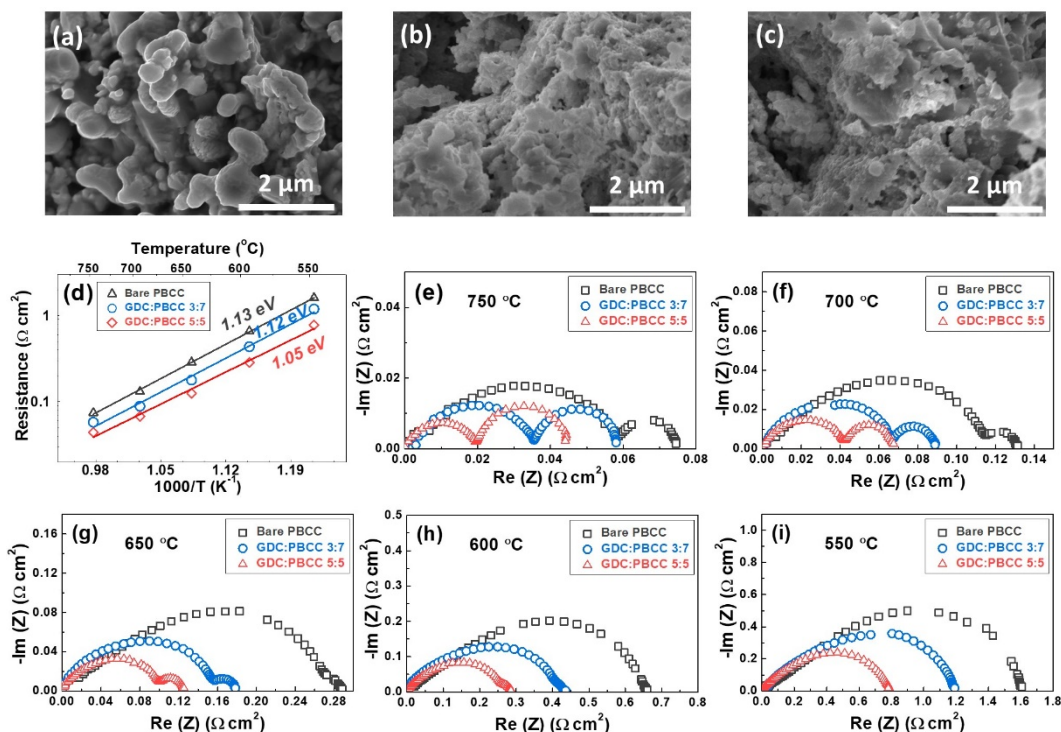 (a)
2 μm
(b)
2 μm
(c)
2 μm
Temperature (°C)
750 700 650 600 550
(d)
Bare PBCC
GDC:PBCC 3:7
GDC:PBCC 5:5
1.13 eV
1.12 eV
1.05 eV
1
0.1
Resistance (Ω cm²)
0.98 1.05 1.12 1.19
1000/T (K⁻¹)
(e)
750 °C
Bare PBCC
GDC:PBCC 3:7
GDC:PBCC 5:5
-Im (Z) (Ω cm²)
0.04
0.02
0.00
0.00 0.02 0.04 0.06 0.08
Re (Z) (Ω cm²)
(f)
700 °C
Bare PBCC
GDC:PBCC 3:7
GDC:PBCC 5:5
-Im (Z) (Ω cm²)
0.08
0.06
0.04
0.02
0.00
0.00 0.02 0.04 0.06 0.08 0.10 0.12 0.14
Re (Z) (Ω cm²)
(g)
650 °C
Bare PBCC
GDC:PBCC 3:7
GDC:PBCC 5:5
-Im (Z) (Ω cm²)
0.16
0.12
0.08
0.04
0.00
0.00 0.04 0.08 0.12 0.16 0.20 0.24 0.28
Re (Z) (Ω cm²)
(h)
600 °C
Bare PBCC
GDC:PBCC 3:7
GDC:PBCC 5:5
-Im (Z) (Ω cm²)
0.5
0.4
0.3
0.2
0.1
0.0
0.0 0.1 0.2 0.3 0.4 0.5 0.6 0.7 0.8
Re (Z) (Ω cm²)
(i)
550 °C
Bare PBCC
GDC:PBCC 3:7
GDC:PBCC 5:5
-Im (Z) (Ω cm²)
1.0
0.8
0.5
0.3
0.0
0.0 0.2 0.4 0.6 0.8 1.0 1.2 1.4 1.6 1.8
Re (Z) (Ω cm²)